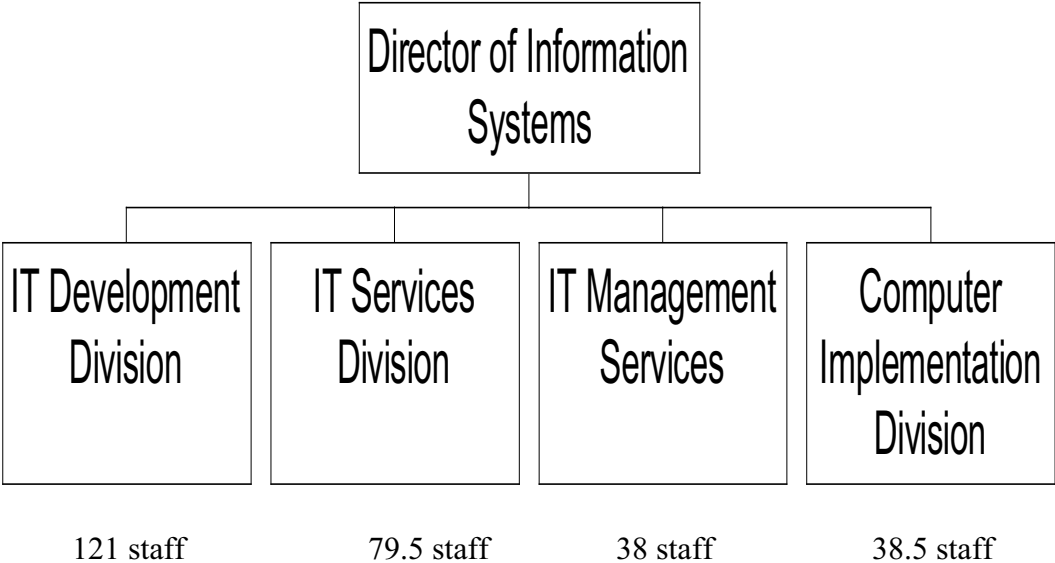 Director of Information
Systems
IT Development
Division
IT Services
Division
IT Management
Services
Computer
Implementation
Division
121 staff
79.5 staff
38 staff
38.5 staff